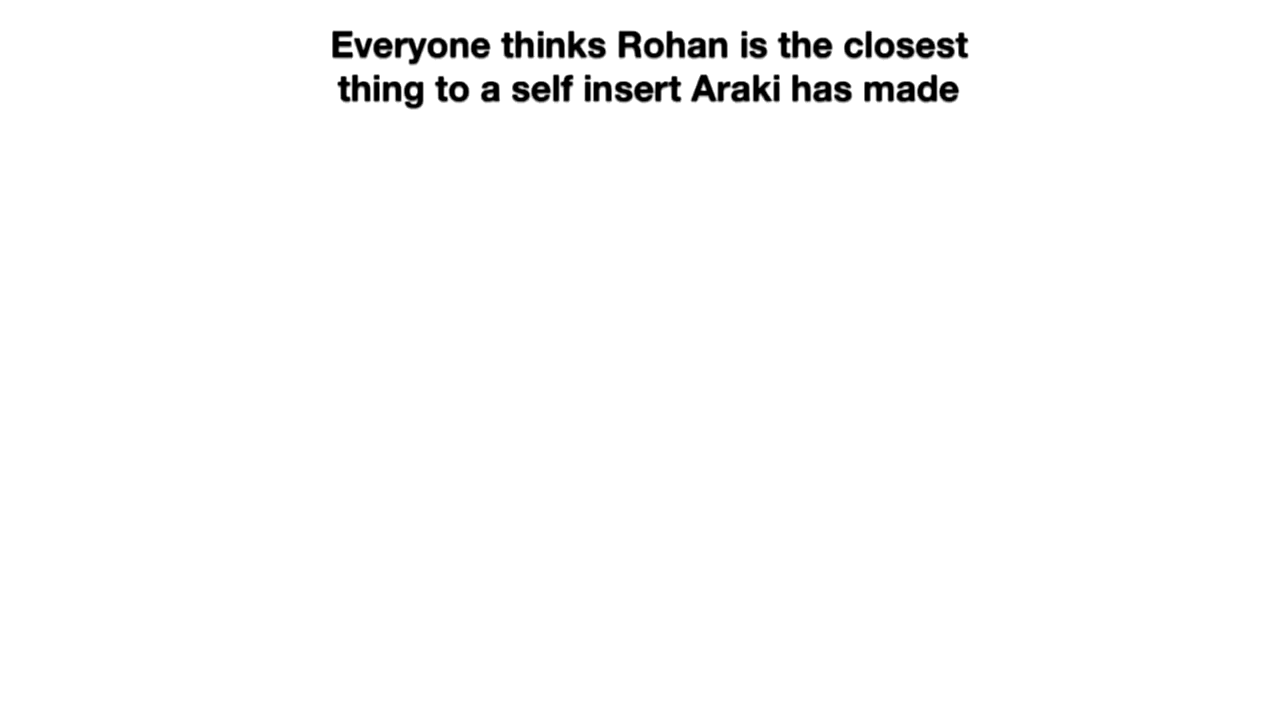 Everyone thinks Rohan is the closest
thing to a self insert Araki has made